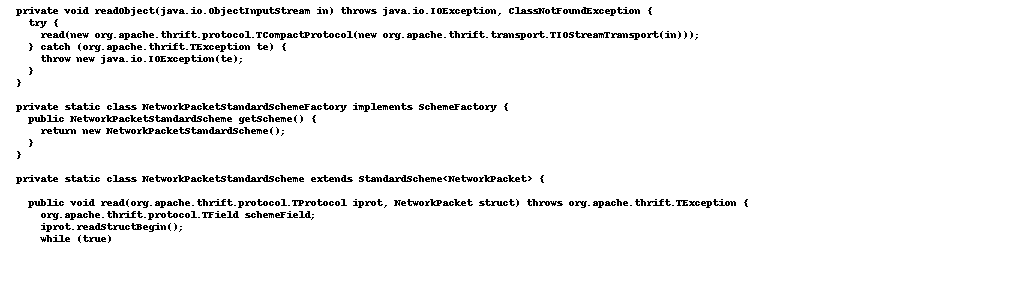 private void readObject(java.io.ObjectInputStream in) throws java.io.IOException, ClassNotFoundException {
try {
read(new org.apache.thrift.protocol.TCompactProtocol(new org.apache.thrift.transport.TIOStreamTransport(in)));
} catch (org.apache.thrift.TException te) {
throw new java.io.IOException(te);
}
}
private static class NetworkPacketStandardSchemeFactory implements SchemeFactory {
public NetworkPacketStandardScheme getScheme() {
return new NetworkPacketStandardScheme();
}
}
private static class NetworkPacketStandardScheme extends StandardScheme<NetworkPacket> {
public void read(org.apache.thrift.protocol.TProtocol iprot, NetworkPacket struct) throws org.apache.thrift.TException {
org.apache.thrift.protocol.TField schemeField;
iprot.readStructBegin();
while (true)